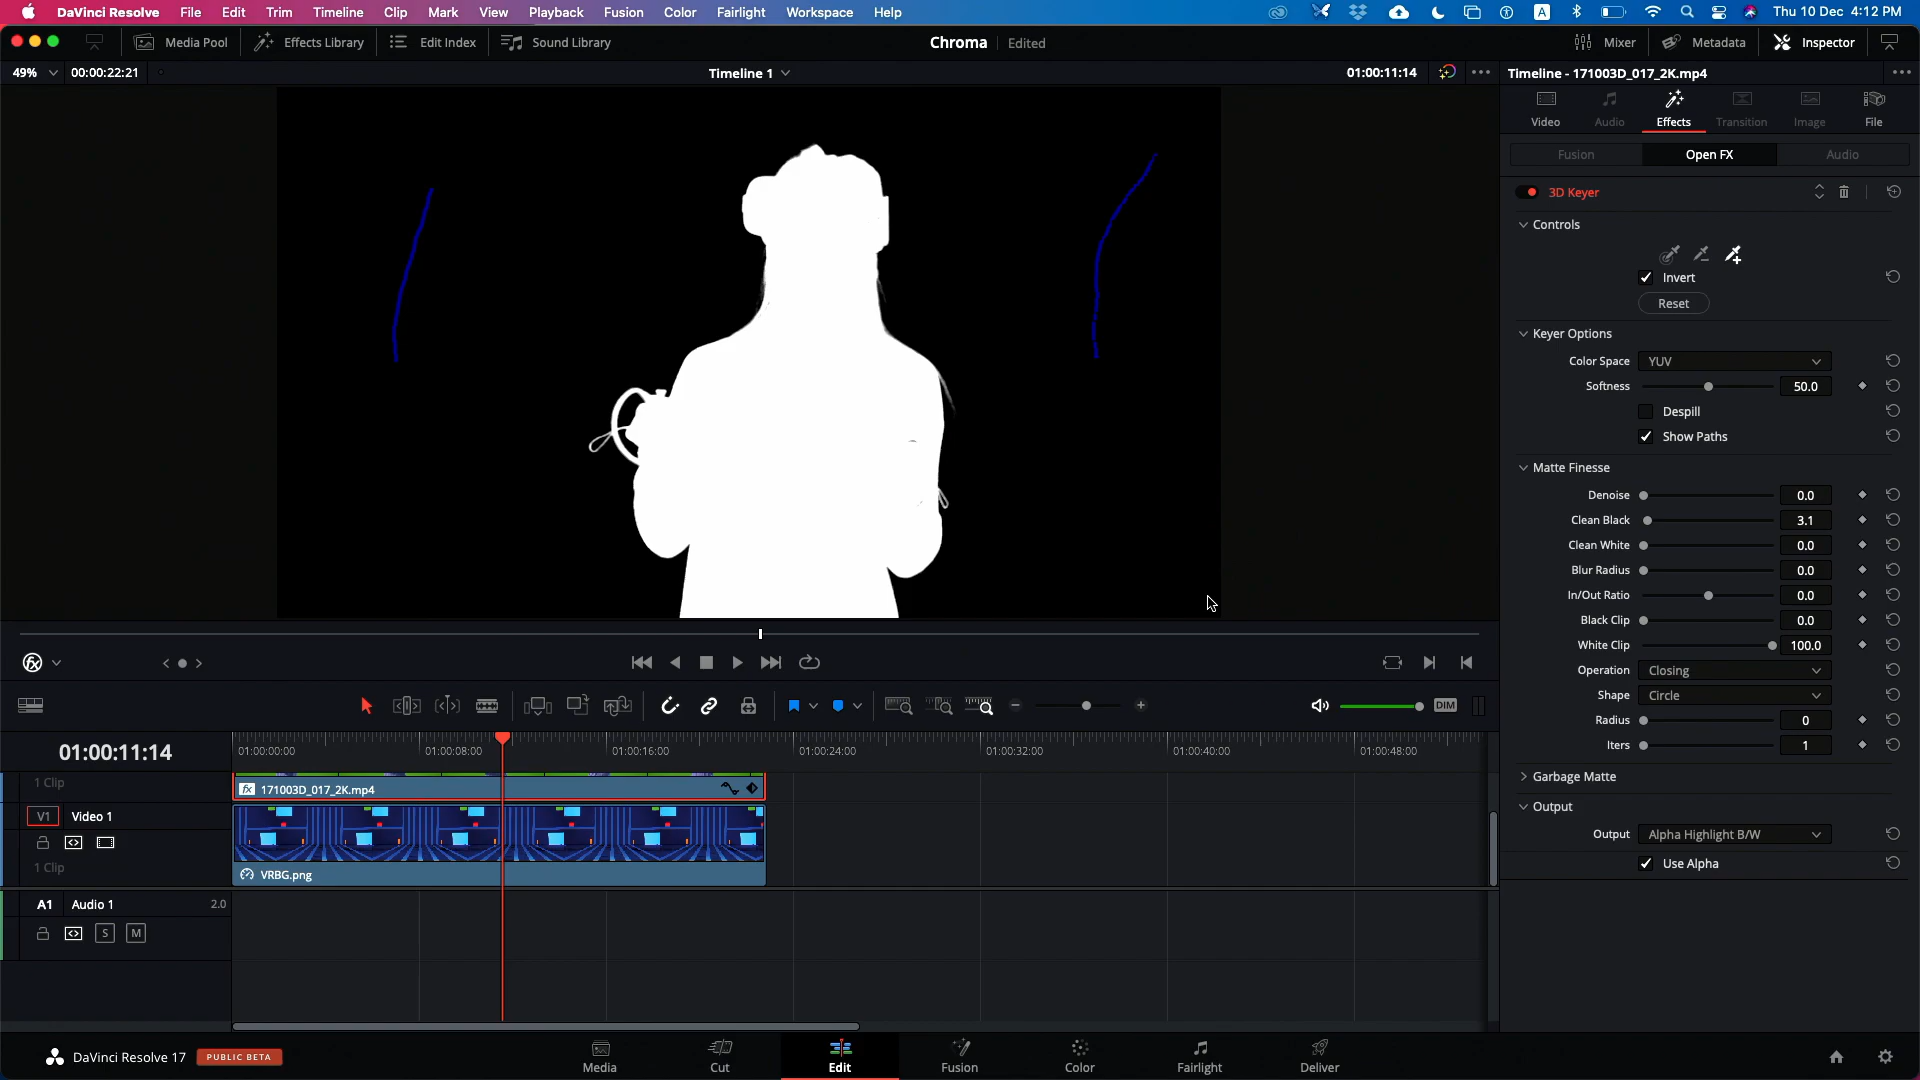 DaVinci Resolve File Edit Trim Timeline Clip Mark View Playback Fusion Color Fairlight Workspace Help A Thu 10 Dec 4:12 PM
Media Pool Effects Library Edit Index Sound Library Chroma Edited Mixer Metadata Inspector
49% 00:00:22:21 Timeline 1 01:00:11:14 Timeline - 171003D_017_2K.mp4
Video Audio Effects Transition Image File
Fusion Open FX Audio
3D Keyer
Controls
Invert
Reset
Keyer Options
Color Space YUV
Softness 50.0
Despill
Show Paths
Matte Finesse
Denoise 0.0
Clean Black 3.1
Clean White 0.0
Blur Radius 0.0
In/Out Ratio 0.0
Black Clip 0.0
White Clip 100.0
Operation Closing
Shape Circle
Radius 0
Iters 1
Garbage Matte
Output
Output Alpha Highlight B/W
Use Alpha
DIM
01:00:11:14 01:00:00:00 01:00:08:00 01:00:16:00 01:00:24:00 01:00:32:00 01:00:40:00 01:00:48:00
1 Clip fx 171003D_017_2K.mp4
V1 Video 1
1 Clip VRBG.png
A1 Audio 1 2.0
S M
DaVinci Resolve 17 PUBLIC BETA
Media Cut Edit Fusion Color Fairlight Deliver